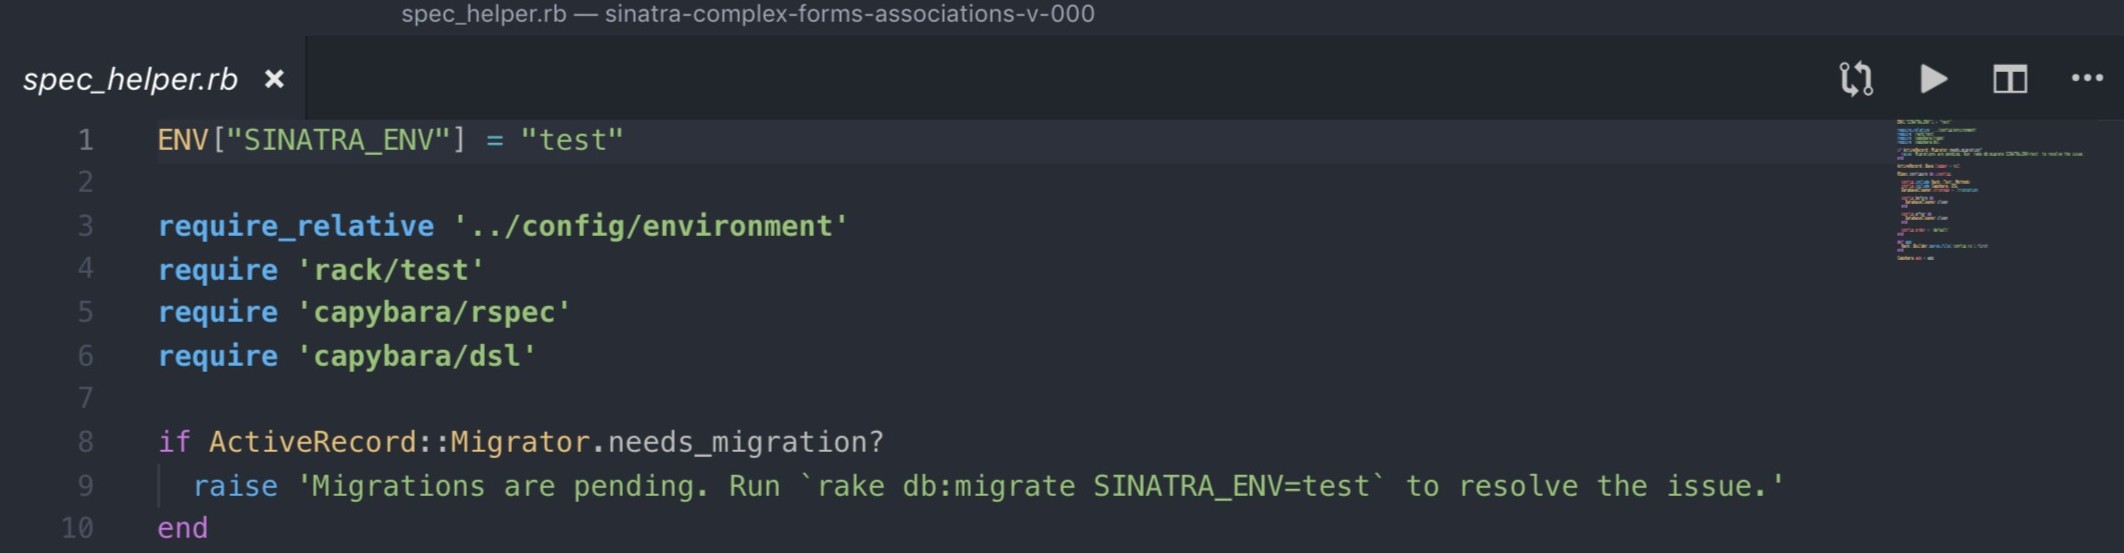 spec_helper.rb — sinatra-complex-forms-associations-v-000
spec_helper.rb ×
1 ENV["SINATRA_ENV"] = "test"
2
3 require_relative '../config/environment'
4 require 'rack/test'
5 require 'capybara/rspec'
6 require 'capybara/dsl'
7
8 if ActiveRecord::Migrator.needs_migration?
9 raise 'Migrations are pending. Run `rake db:migrate SINATRA_ENV=test` to resolve the issue.'
10 end